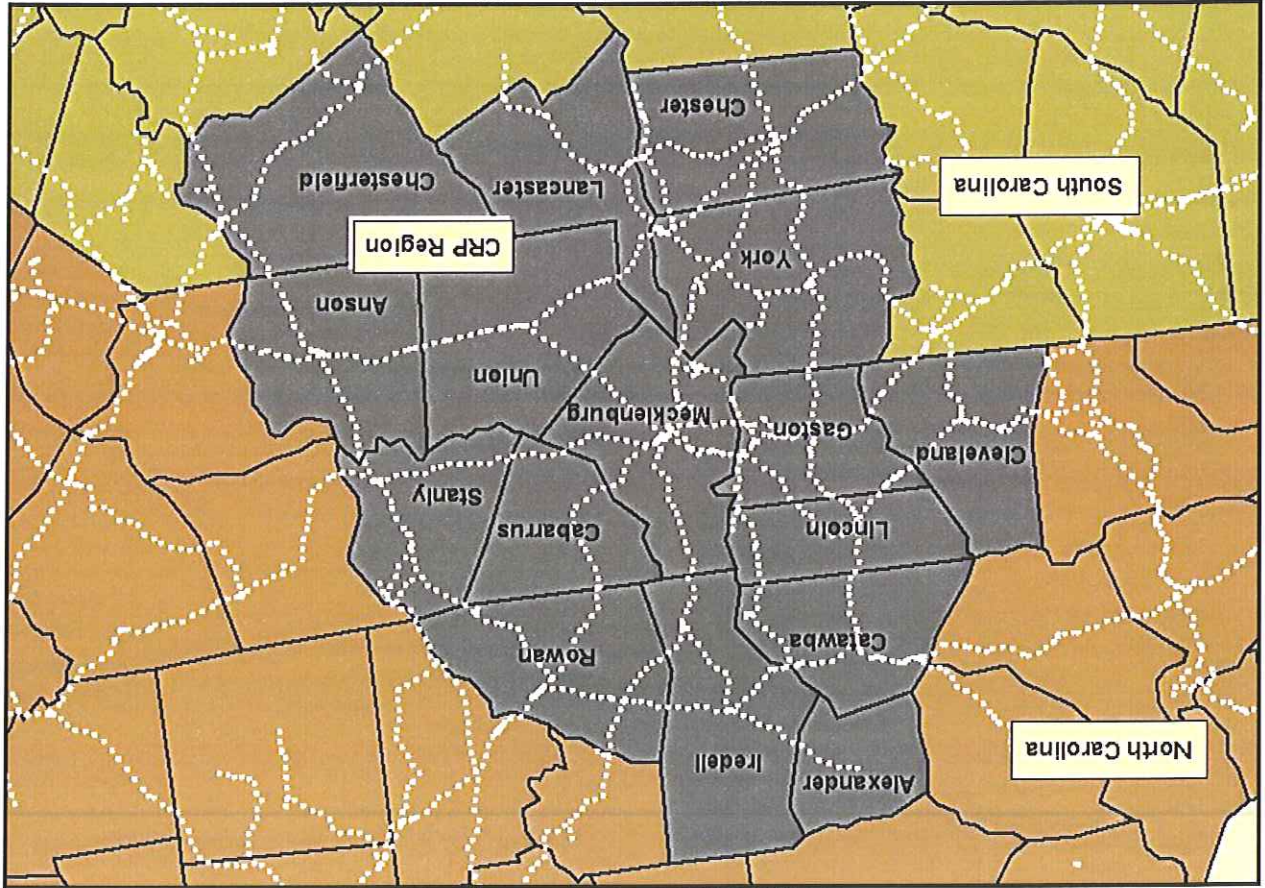 North Carolina
Alexander
Iredell
Rowan
Catawba
Lincoln
Cabarrus
Stanly
Cleveland
Gaston
Mecklenburg
Union
Anson
York
CRP Region
South Carolina
Lancaster
Chesterfield
Chester